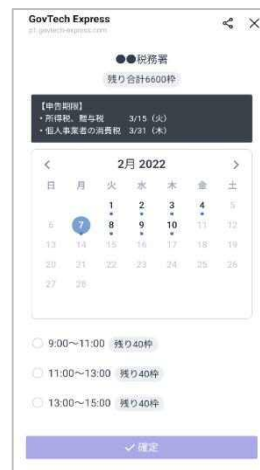 GovTech Express
p1.govtech-express.com
●●税務署
残り合計6600枠
【申告期限】
・所得税、贈与税 3/15（火）
・個人事業者の消費税 3/31（木）
2月 2022
日 月 火 水 木 金 土
1 2 3 4 5
6 7 8 9 10 11 12
13 14 15 16 17 18 19
20 21 22 23 24 25 26
27 28
9:00〜11:00 残り40枠
11:00〜13:00 残り40枠
13:00〜15:00 残り40枠
確定